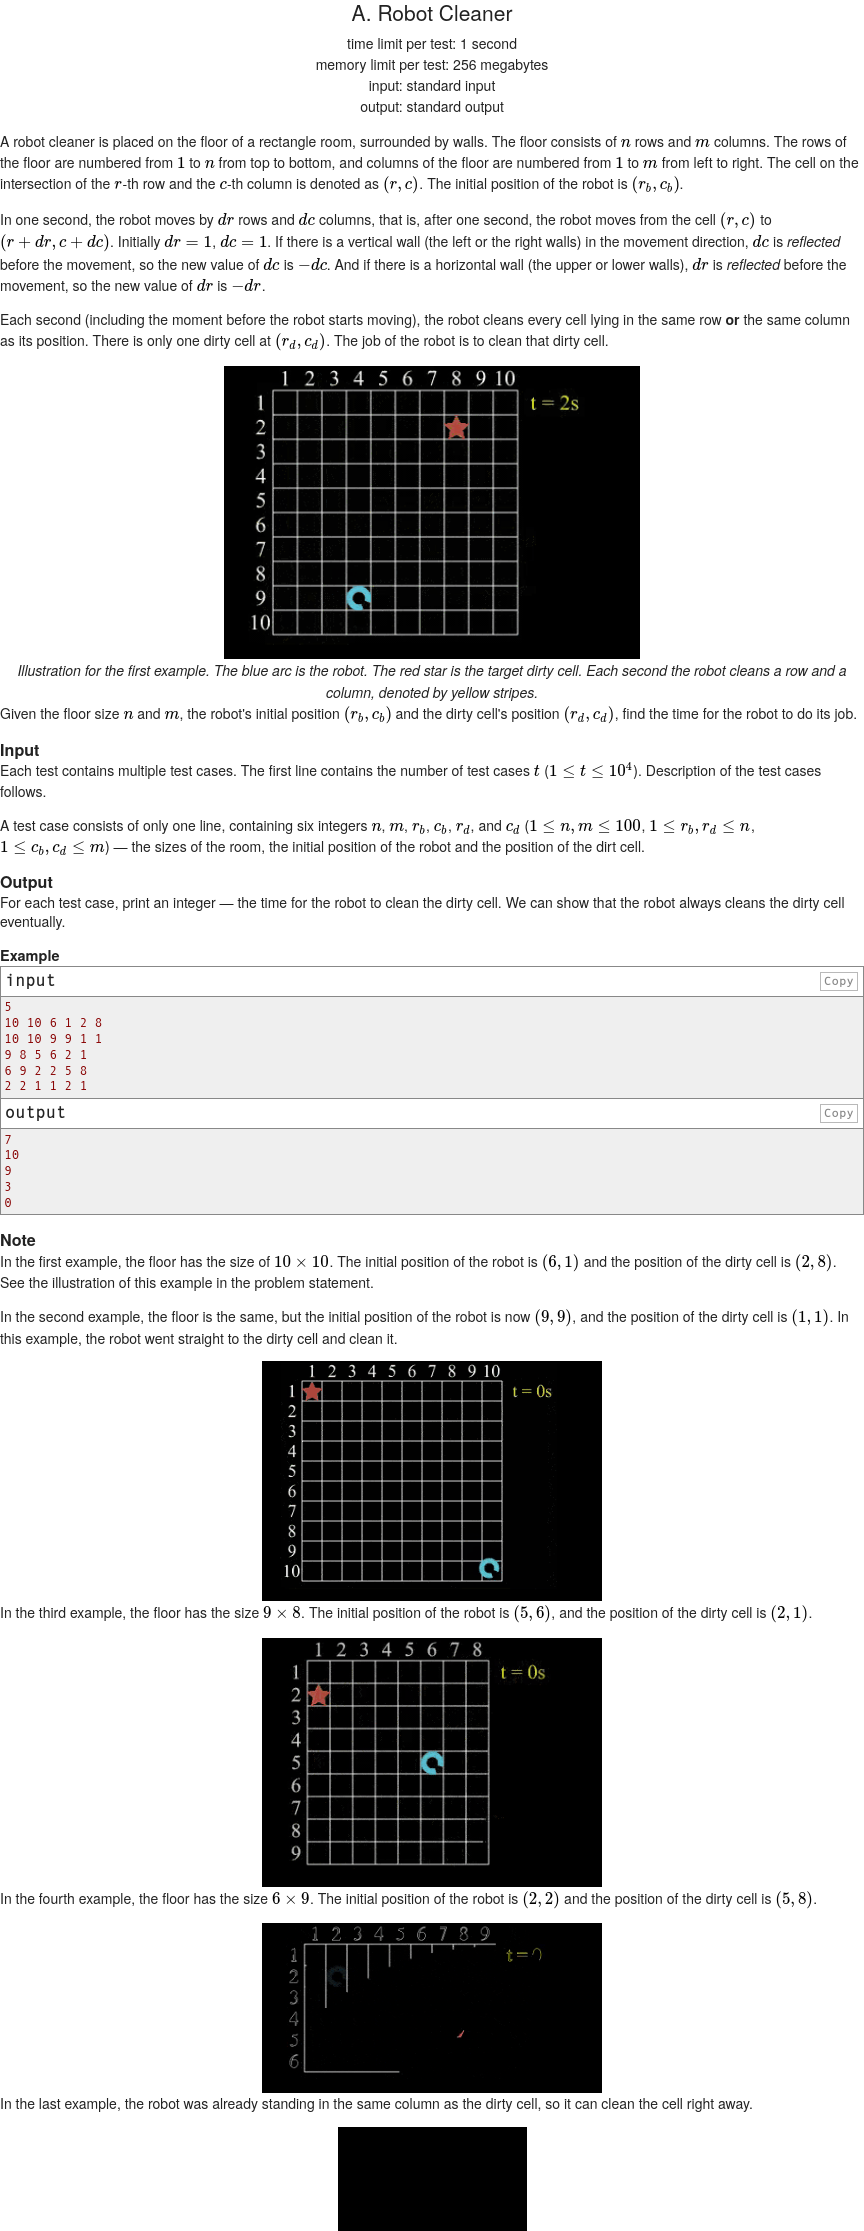 A. Robot Cleaner
time limit per test: 1 second
memory limit per test: 256 megabytes
input: standard input
output: standard output
A robot cleaner is placed on the floor of a rectangle room, surrounded by walls. The floor consists of n rows and m columns. The rows of
the floor are numbered from 1 to n from top to bottom, and columns of the floor are numbered from 1 to m from left to right. The cell on the
intersection of the r-th row and the c-th column is denoted as (r, c). The initial position of the robot is (r_b, c_b).
In one second, the robot moves by dr rows and dc columns, that is, after one second, the robot moves from the cell (r, c) to
(r + dr, c + dc). Initially dr = 1, dc = 1. If there is a vertical wall (the left or the right walls) in the movement direction, dc is reflected
before the movement, so the new value of dc is −dc. And if there is a horizontal wall (the upper or lower walls), dr is reflected before the
movement, so the new value of dr is −dr.
Each second (including the moment before the robot starts moving), the robot cleans every cell lying in the same row or the same column
as its position. There is only one dirty cell at (r_d, c_d). The job of the robot is to clean that dirty cell.
1 2 3 4 5 6 7 8 9 10
1
t = 2s
2
3
4
5
6
7
8
9
10
Illustration for the first example. The blue arc is the robot. The red star is the target dirty cell. Each second the robot cleans a row and a
column, denoted by yellow stripes.
Given the floor size n and m, the robot's initial position (r_b, c_b) and the dirty cell's position (r_d, c_d), find the time for the robot to do its job.
Input
Each test contains multiple test cases. The first line contains the number of test cases t (1 ≤ t ≤ 10^4). Description of the test cases
follows.
A test case consists of only one line, containing six integers n, m, r_b, c_b, r_d, and c_d (1 ≤ n, m ≤ 100, 1 ≤ r_b, r_d ≤ n,
1 ≤ c_b, c_d ≤ m) — the sizes of the room, the initial position of the robot and the position of the dirt cell.
Output
For each test case, print an integer — the time for the robot to clean the dirty cell. We can show that the robot always cleans the dirty cell
eventually.
Example
input
Copy
5
10 10 6 1 2 8
10 10 9 9 1 1
9 8 5 6 2 1
6 9 2 2 5 8
2 2 1 1 2 1
output
Copy
7
10
9
3
0
Note
In the first example, the floor has the size of 10 × 10. The initial position of the robot is (6, 1) and the position of the dirty cell is (2, 8).
See the illustration of this example in the problem statement.
In the second example, the floor is the same, but the initial position of the robot is now (9, 9), and the position of the dirty cell is (1, 1). In
this example, the robot went straight to the dirty cell and clean it.
1 2 3 4 5 6 7 8 9 10
1
t = 0s
2
3
4
5
6
7
8
9
10
In the third example, the floor has the size 9 × 8. The initial position of the robot is (5, 6), and the position of the dirty cell is (2, 1).
1 2 3 4 5 6 7 8
1
t = 0s
2
3
4
5
6
7
8
9
In the fourth example, the floor has the size 6 × 9. The initial position of the robot is (2, 2) and the position of the dirty cell is (5, 8).
1 2 3 4 5 6 7 8 9
1
t =
2
3
4
5
6
In the last example, the robot was already standing in the same column as the dirty cell, so it can clean the cell right away.